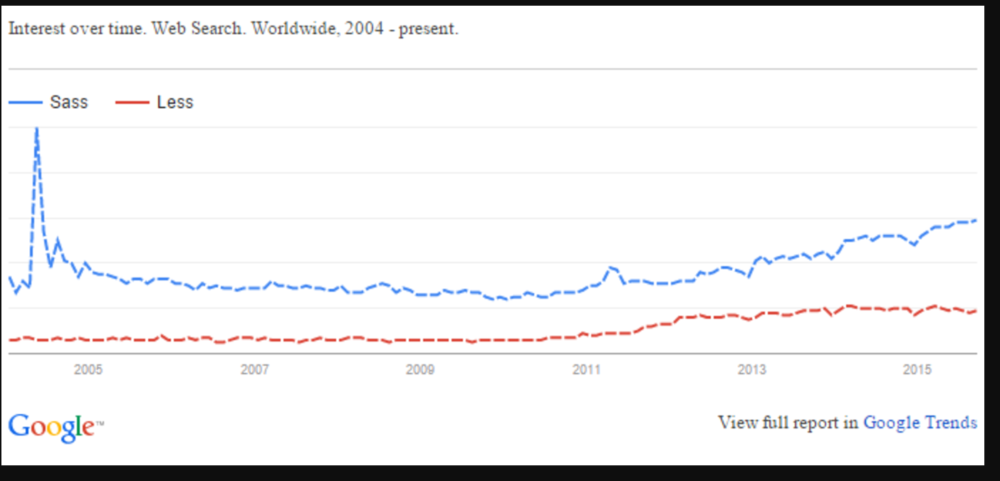 Interest over time. Web Search. Worldwide, 2004 - present.
Sass Less
2005 2007 2009 2011 2013 2015
Google™ View full report in Google Trends